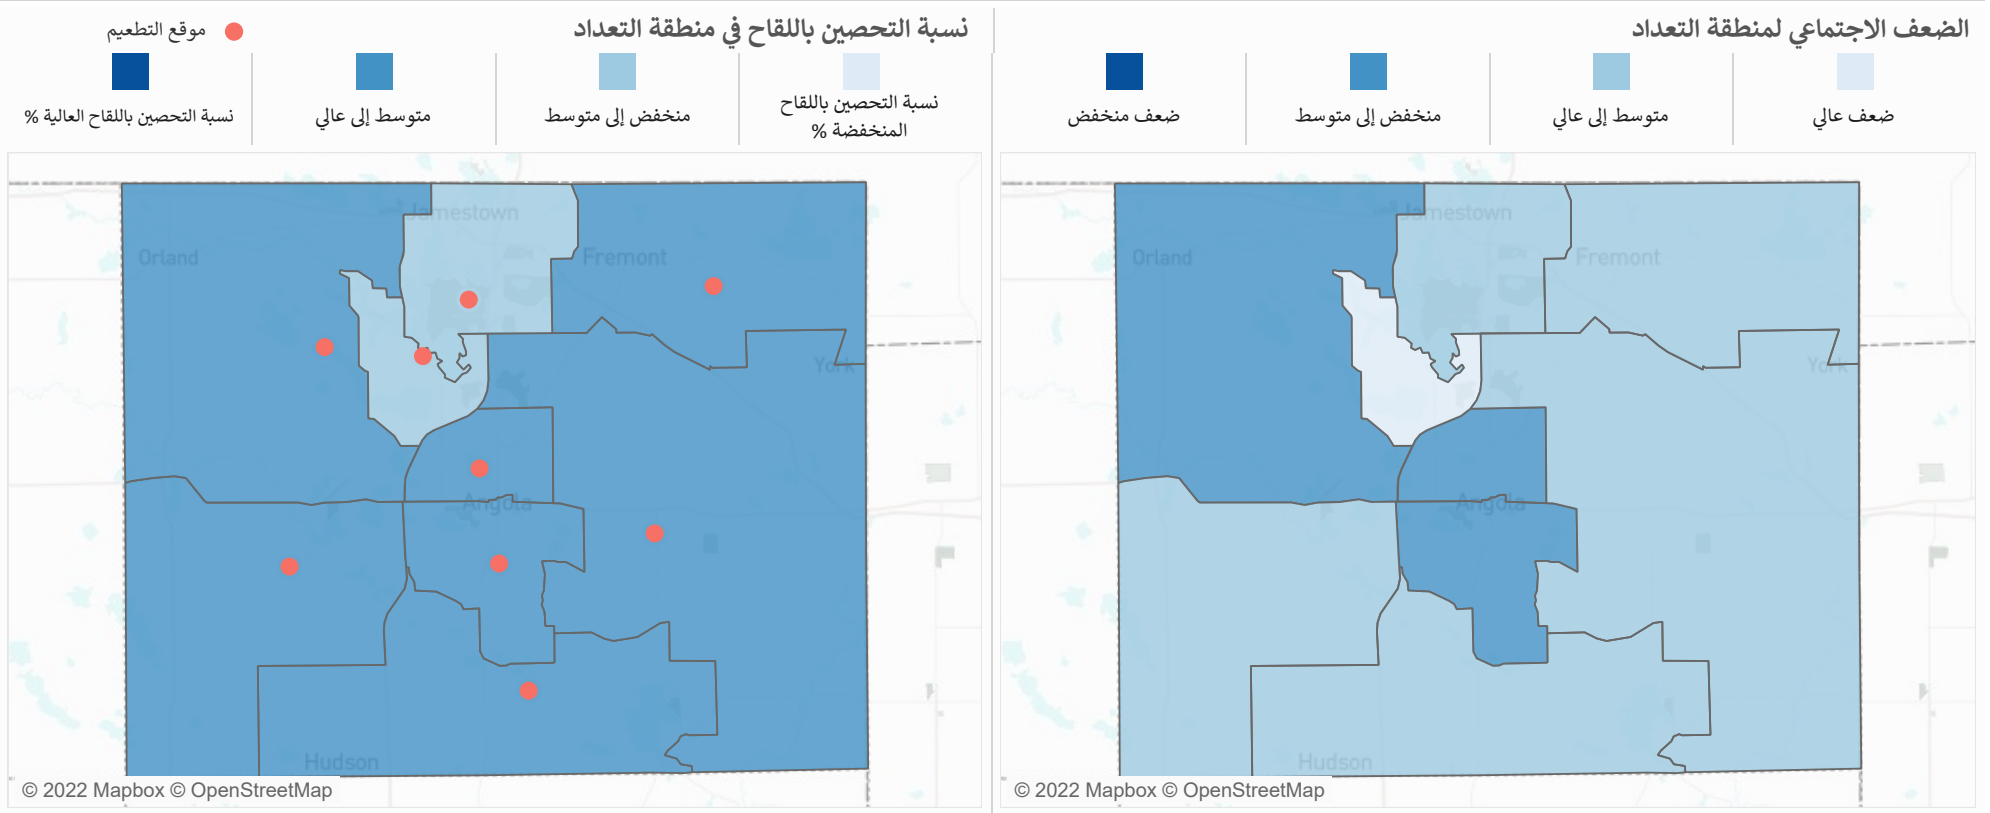 الضعف الاجتماعي لمنطقة التعداد
ضعف عالي
متوسط إلى عالي
منخفض إلى متوسط
ضعف منخفض
Jamestown
Orland
Fremont
York
Angola
Hudson
© 2022 Mapbox © OpenStreetMap
نسبة التحصين باللقاح في منطقة التعداد
موقع التطعيم
نسبة التحصين باللقاح
المنخفضة %
منخفض إلى متوسط
متوسط إلى عالي
نسبة التحصين باللقاح العالية %
Jamestown
Orland
Fremont
York
Angola
Hudson
© 2022 Mapbox © OpenStreetMap